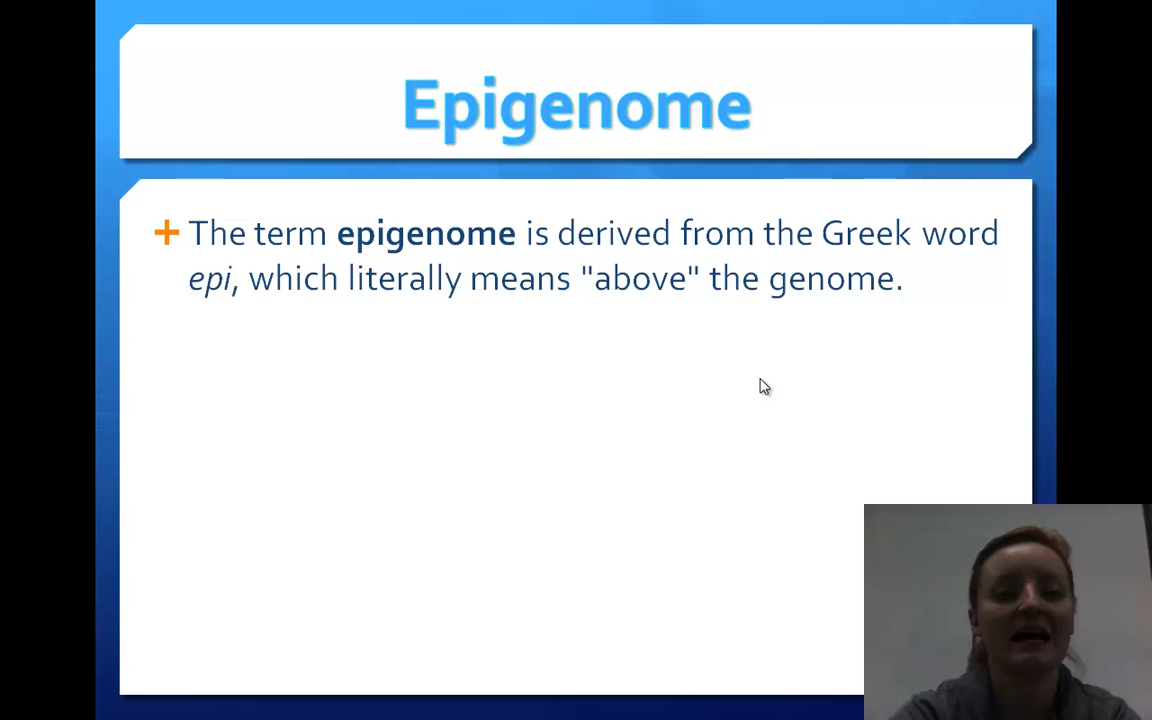 Epigenome
The term epigenome is derived from the Greek word
epi, which literally means "above" the genome.